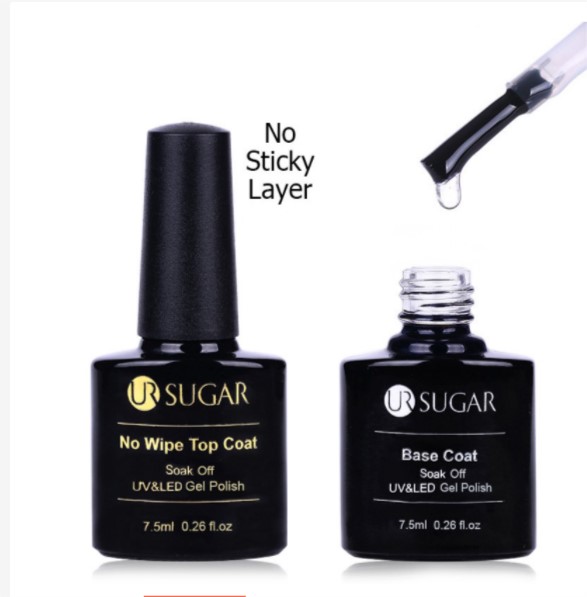 No
Sticky
Layer
UR SUGAR
No Wipe Top Coat
Soak Off
UV&LED Gel Polish
7.5ml 0.26 fl.oz
UR SUGAR
Base Coat
Soak Off
UV&LED Gel Polish
7.5ml 0.26 fl.oz